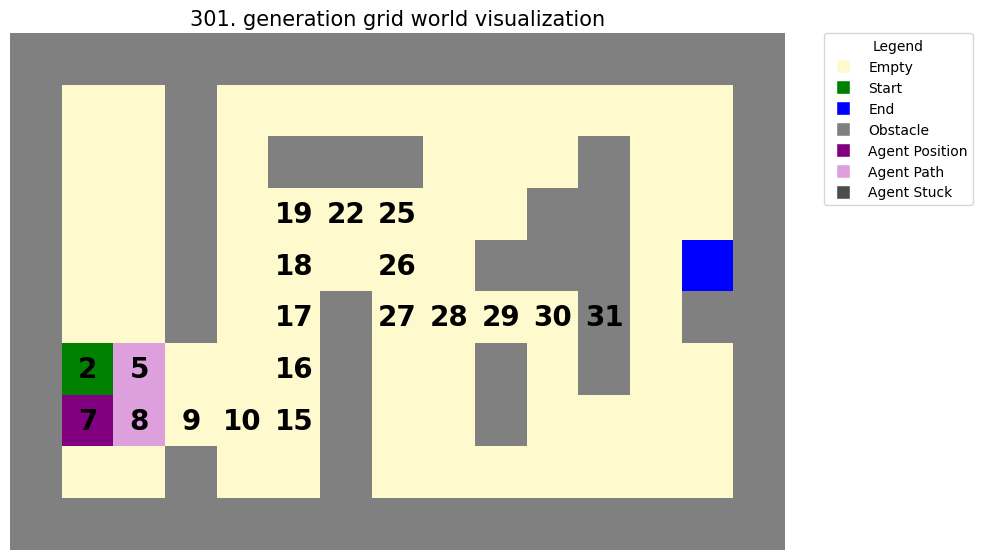 301. generation grid world visualization
Legend
Empty
Start
End
Obstacle
Agent Position
Agent Path
Agent Stuck
19 22 25
18 26
17 27 28 29 30 31
2 5 16
7 8 9 10 15